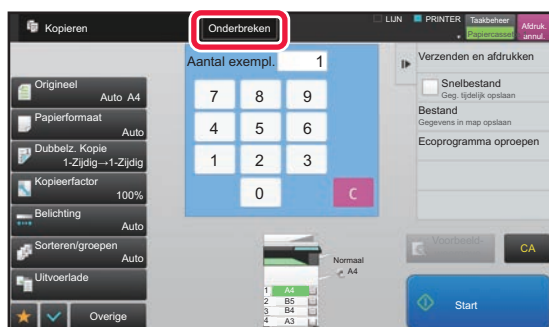 Kopieren
Onderbreken
LIJN
PRINTER
Taakbeheer
Papiercasset
Afdruk.
annul.
Aantal exempl. 1
7 8 9
4 5 6
1 2 3
0 C
Origineel
Auto A4
Papierformaat
Auto
Dubbelz. Kopie
1-Zijdig→1-Zijdig
Kopieerfactor
100%
Belichting
Auto
Sorteren/groepen
Auto
Uitvoerlade
Overige
Normaal
A4
1 A4
2 B5
3 B4
4 A3
Verzenden en afdrukken
Snelbestand
Geg. tijdelijk opslaan
Bestand
Gegevens in map opslaan
Ecoprogramma oproepen
Voorbeeld-
CA
Start